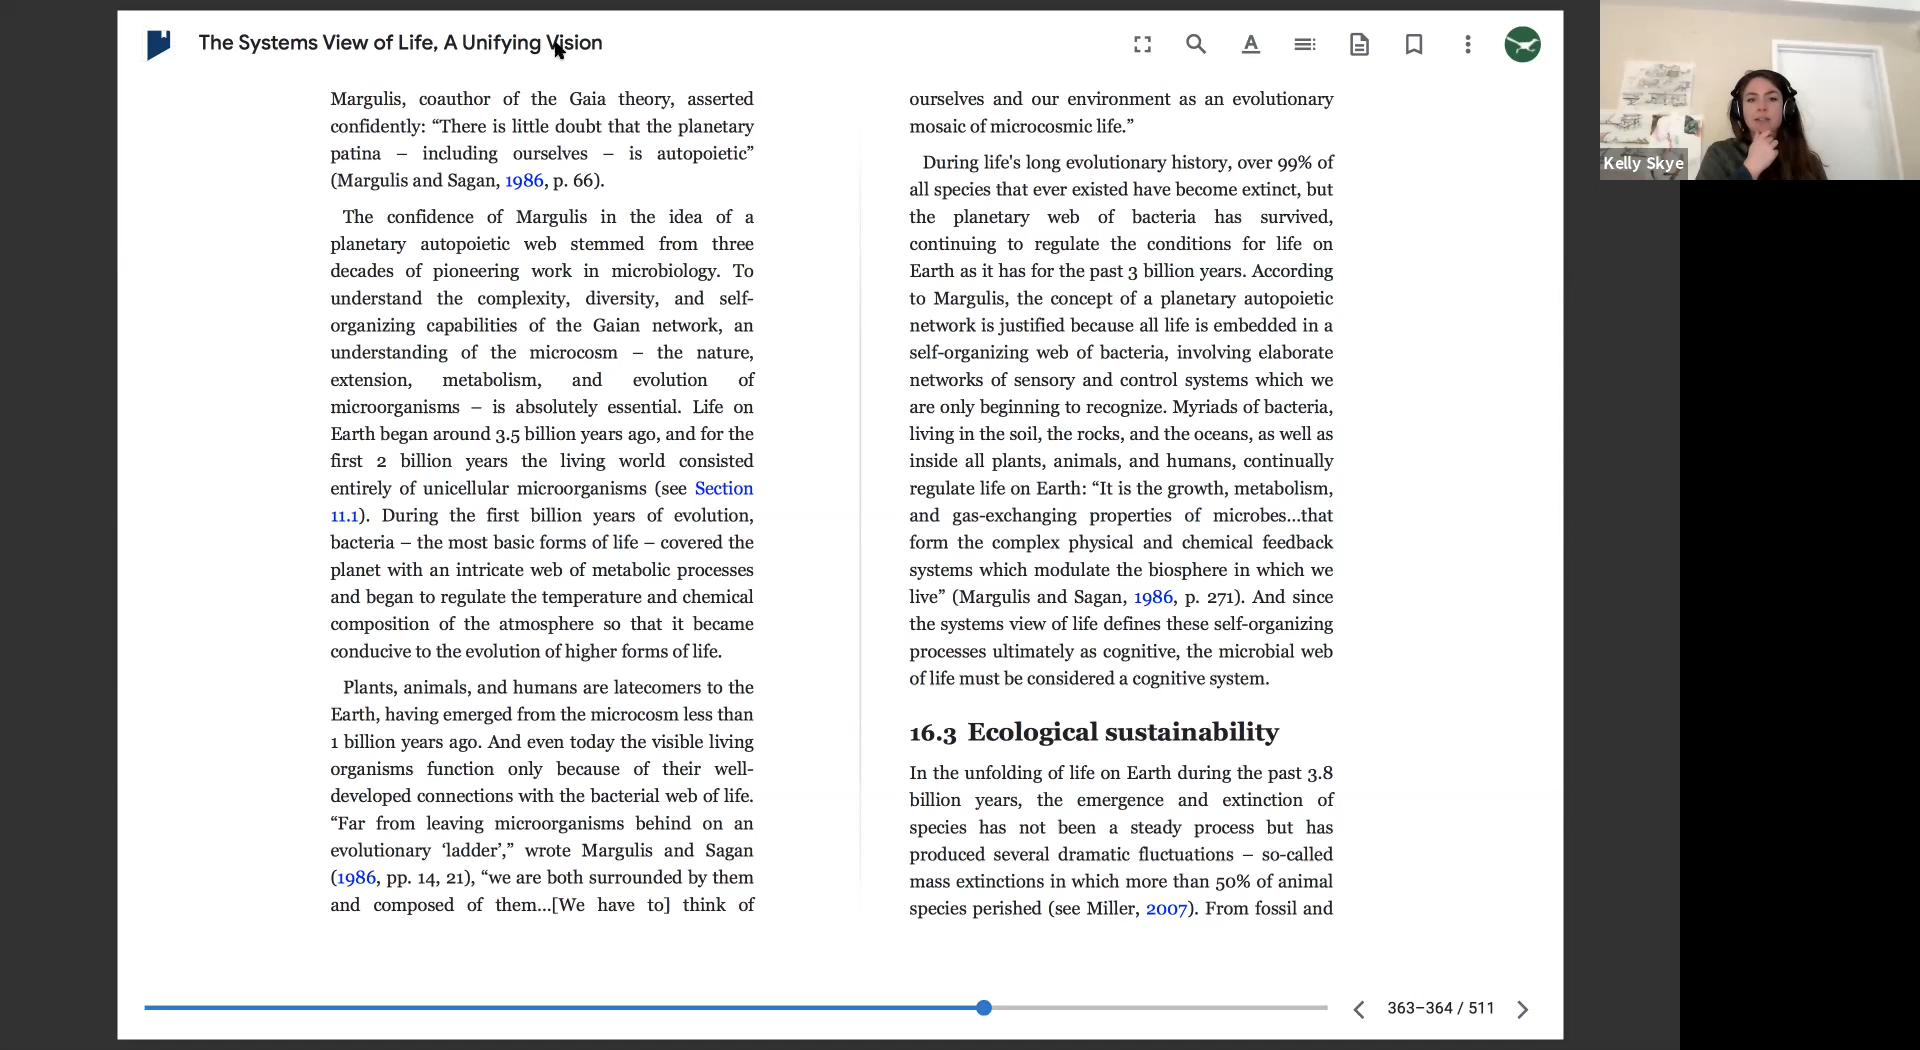 The Systems View of Life, A Unifying Vision
Margulis, coauthor of the Gaia theory, asserted
confidently: “There is little doubt that the planetary
patina – including ourselves – is autopoietic”
(Margulis and Sagan, 1986, p. 66).
The confidence of Margulis in the idea of a
planetary autopoietic web stemmed from three
decades of pioneering work in microbiology. To
understand the complexity, diversity, and self-
organizing capabilities of the Gaian network, an
understanding of the microcosm – the nature,
extension, metabolism, and evolution of
microorganisms – is absolutely essential. Life on
Earth began around 3.5 billion years ago, and for the
first 2 billion years the living world consisted
entirely of unicellular microorganisms (see Section
11.1). During the first billion years of evolution,
bacteria – the most basic forms of life – covered the
planet with an intricate web of metabolic processes
and began to regulate the temperature and chemical
composition of the atmosphere so that it became
conducive to the evolution of higher forms of life.
Plants, animals, and humans are latecomers to the
Earth, having emerged from the microcosm less than
1 billion years ago. And even today the visible living
organisms function only because of their well-
developed connections with the bacterial web of life.
“Far from leaving microorganisms behind on an
evolutionary ‘ladder’,” wrote Margulis and Sagan
(1986, pp. 14, 21), “we are both surrounded by them
and composed of them...[We have to] think of
ourselves and our environment as an evolutionary
mosaic of microcosmic life.”
During life's long evolutionary history, over 99% of
all species that ever existed have become extinct, but
the planetary web of bacteria has survived,
continuing to regulate the conditions for life on
Earth as it has for the past 3 billion years. According
to Margulis, the concept of a planetary autopoietic
network is justified because all life is embedded in a
self-organizing web of bacteria, involving elaborate
networks of sensory and control systems which we
are only beginning to recognize. Myriads of bacteria,
living in the soil, the rocks, and the oceans, as well as
inside all plants, animals, and humans, continually
regulate life on Earth: “It is the growth, metabolism,
and gas-exchanging properties of microbes...that
form the complex physical and chemical feedback
systems which modulate the biosphere in which we
live” (Margulis and Sagan, 1986, p. 271). And since
the systems view of life defines these self-organizing
processes ultimately as cognitive, the microbial web
of life must be considered a cognitive system.
16.3 Ecological sustainability
In the unfolding of life on Earth during the past 3.8
billion years, the emergence and extinction of
species has not been a steady process but has
produced several dramatic fluctuations – so-called
mass extinctions in which more than 50% of animal
species perished (see Miller, 2007). From fossil and
363–364 / 511
Kelly Skye